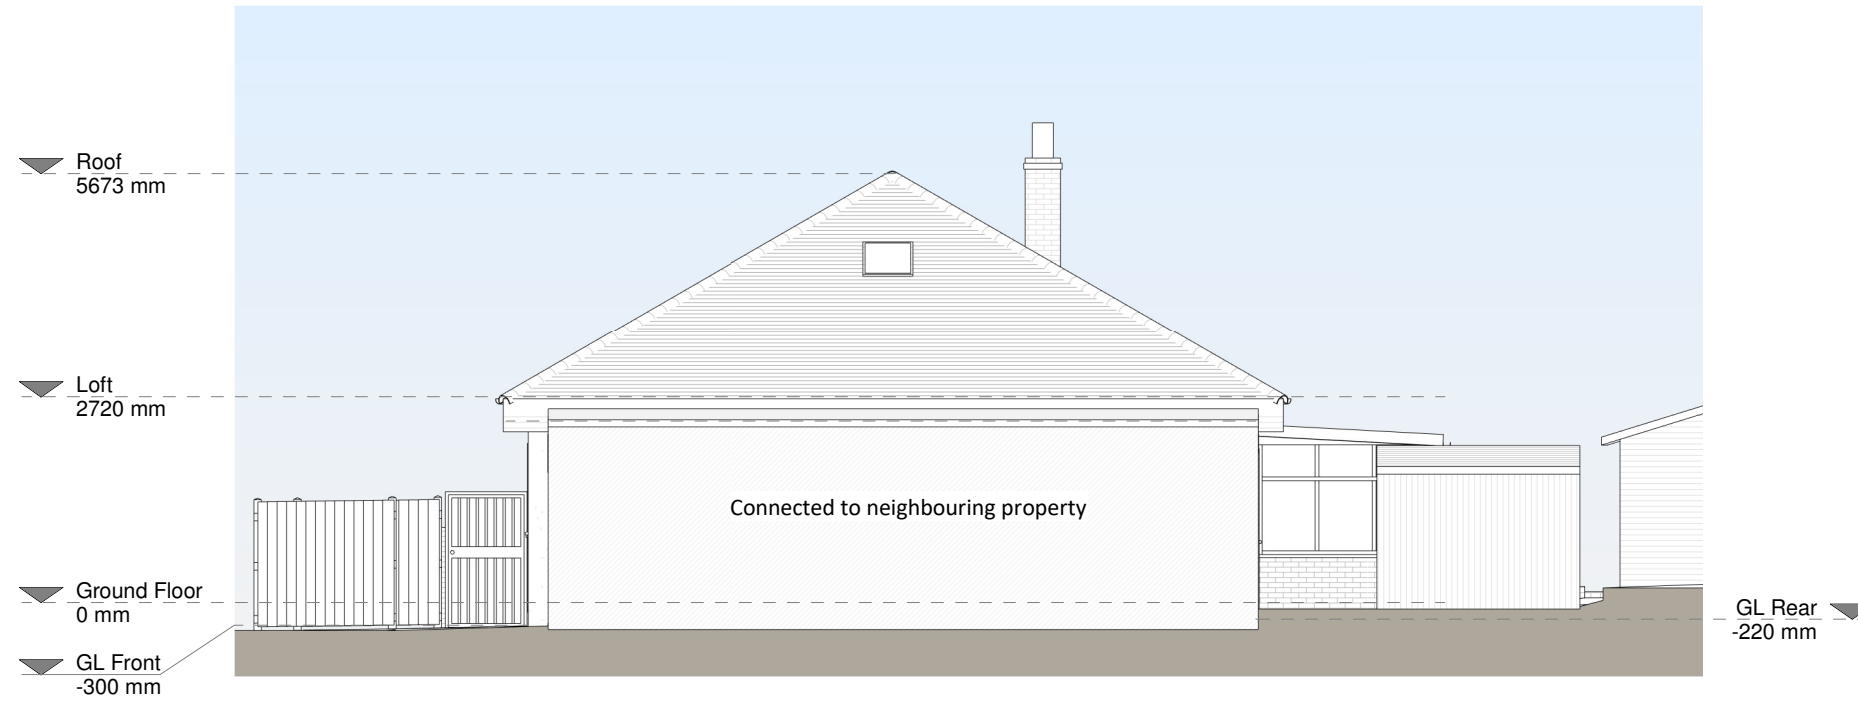 Roof
5673 mm
Loft
2720 mm
Connected to neighbouring property
Ground Floor
0 mm
GL Rear
-220 mm
GL Front
-300 mm